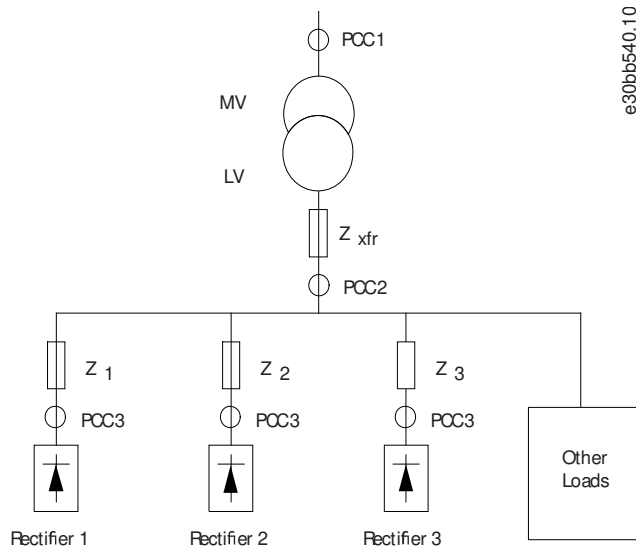 PCC1
e30bb540.10
MV
LV
Z xfr
PCC2
Z 1
Z 2
Z 3
PCC3
PCC3
PCC3
Other
Loads
Rectifier 1
Rectifier 2
Rectifier 3